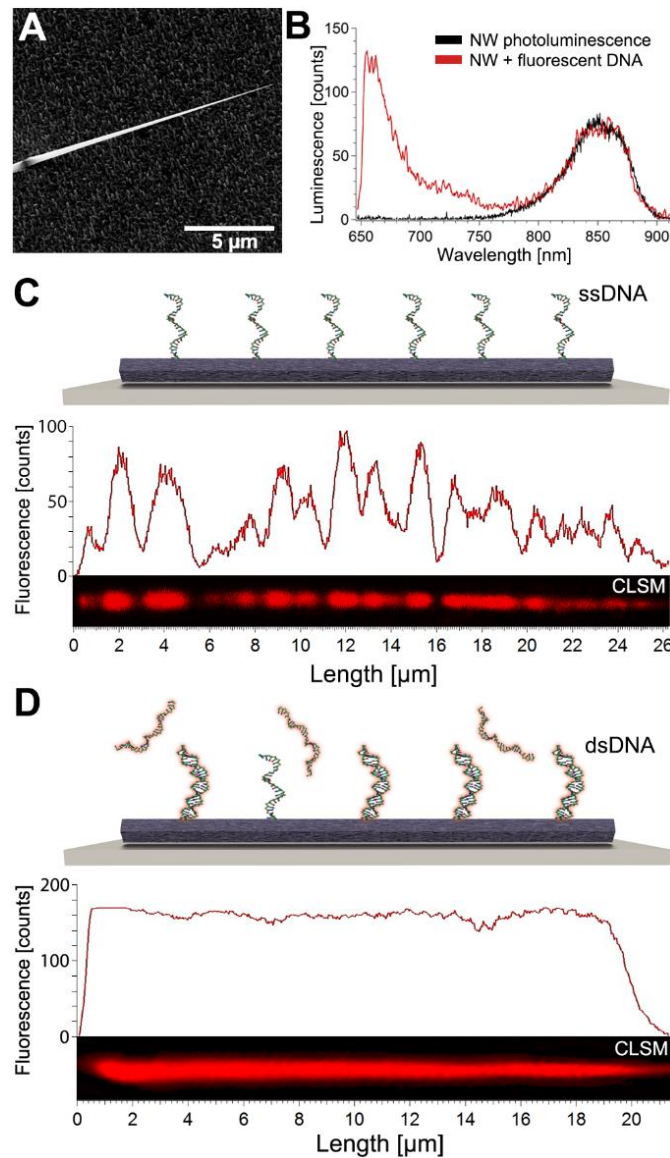 A
5 µm
B
Luminescence [counts]
150
100
50
0
NW photoluminescence
NW + fluorescent DNA
650 700 750 800 850 900
Wavelength [nm]
C
ssDNA
Fluorescence [counts]
100
50
0
CLSM
0 2 4 6 8 10 12 14 16 18 20 22 24 26
Length [µm]
D
dsDNA
Fluorescence [counts]
200
100
0
CLSM
0 2 4 6 8 10 12 14 16 18 20
Length [µm]